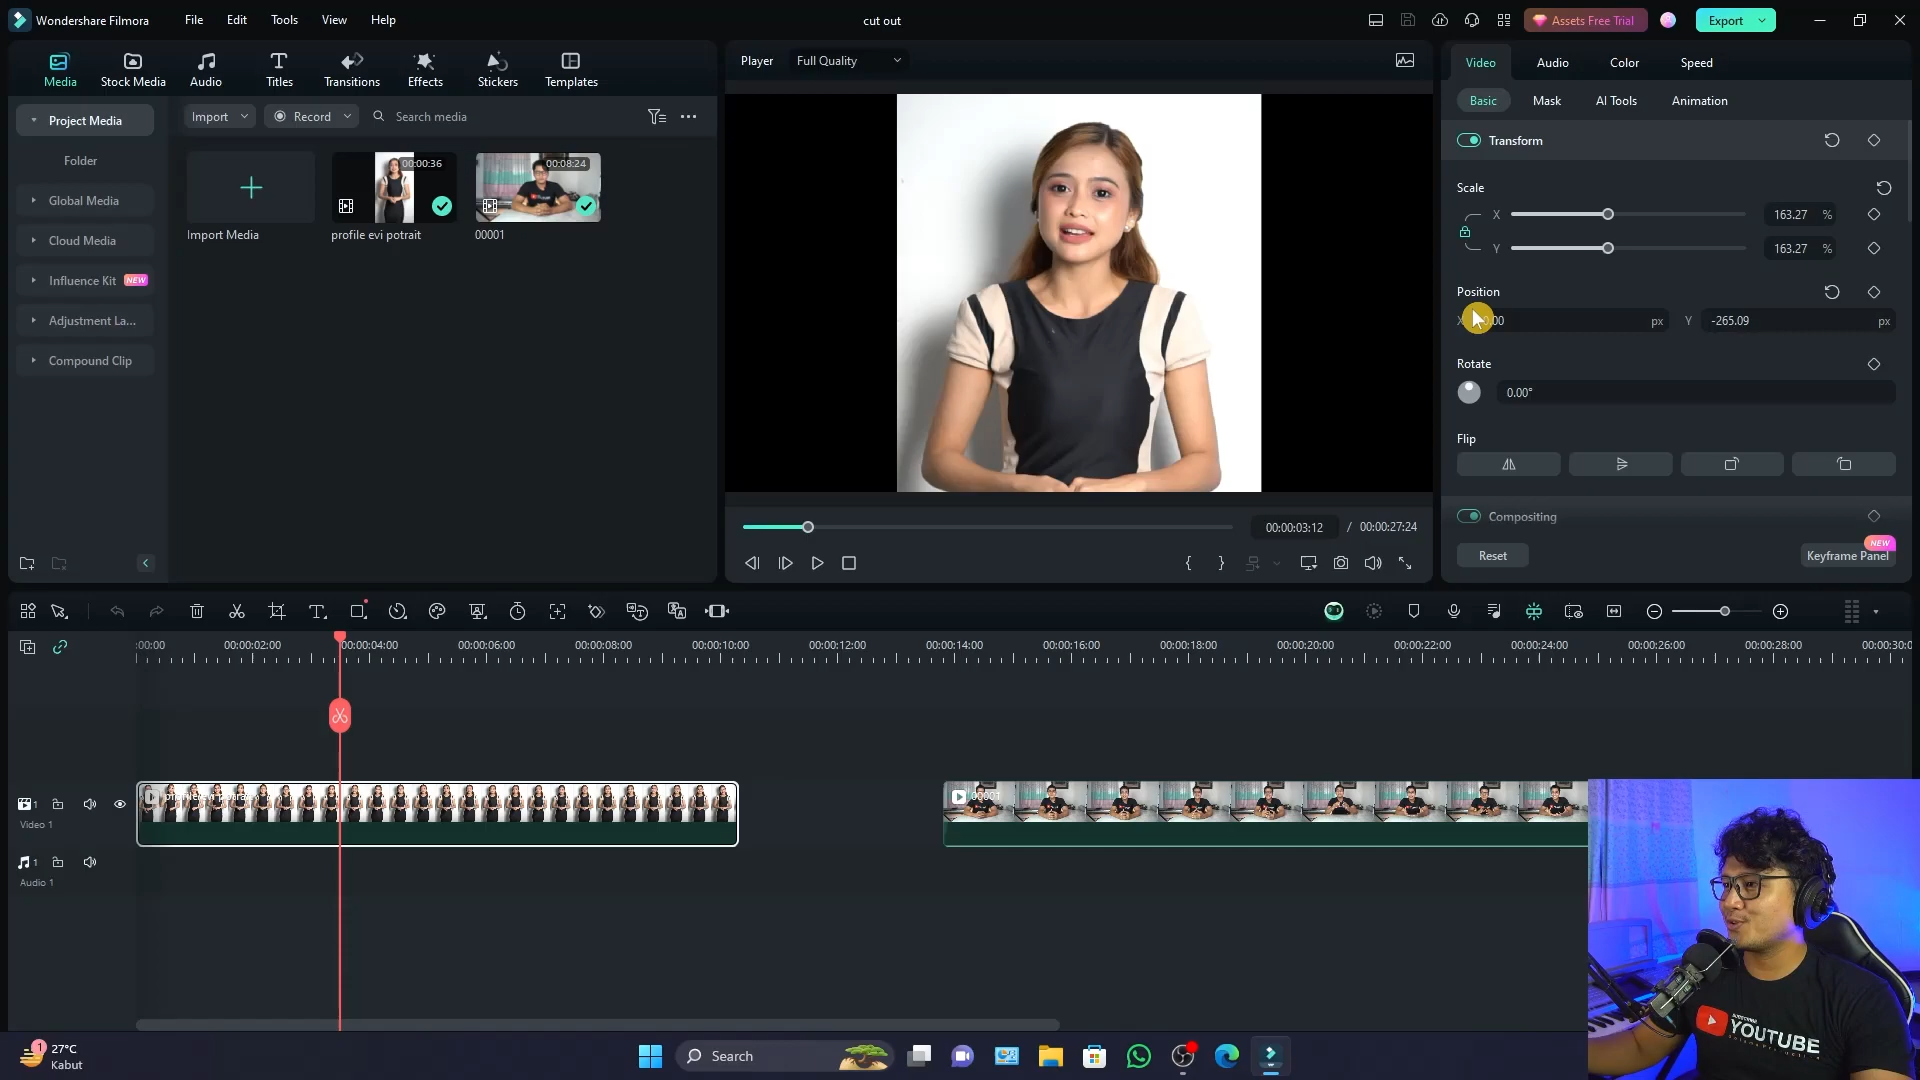 Wondershare Filmora
File
Edit
Tools
View
Help
cut out
Assets Free Trial
Export
Media
Stock Media
Audio
Titles
Transitions
Effects
Stickers
Templates
Player
Full Quality
Video
Audio
Color
Speed
Basic
Mask
AI Tools
Animation
Project Media
Import
Record
Search media
Folder
Global Media
Cloud Media
Influence Kit NEW
Adjustment La...
Compound Clip
Import Media
00:00:36
profile evi potrait
00:08:24
00001
Transform
Scale
X
163.27 %
Y
163.27 %
Position
px
Y -265.09 px
Rotate
0.00°
Flip
Compositing
Reset
NEW
Keyframe Panel
00:00:03:12 / 00:00:27:24
:00:00
00:00:02:00
00:00:04:00
00:00:06:00
00:00:08:00
00:00:10:00
00:00:12:00
00:00:14:00
00:00:16:00
00:00:18:00
00:00:20:00
00:00:22:00
00:00:24:00
00:00:26:00
00:00:28:00
00:00:30:0
1
Video 1
profile evi potrait
00001
1
Audio 1
YOUTUBE
1
27°C
Kabut
Search